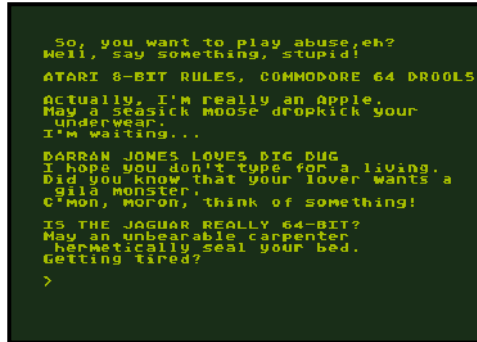 So, you want to play abuse,eh?
Well, say something, stupid!
ATARI 8-BIT RULES, COMMODORE 64 DROOLS
Actually, I'm really an Apple.
May a seasick moose dropkick your
underwear.
I'm waiting...
DARRAN JONES LOVES DIG DUG
I hope you don't type for a living.
Did you know that your lover wants a
gila monster.
C'mon, moron, think of something!
IS THE JAGUAR REALLY 64-BIT?
May an unbearable carpenter
hermetically seal your bed.
Getting tired?
>